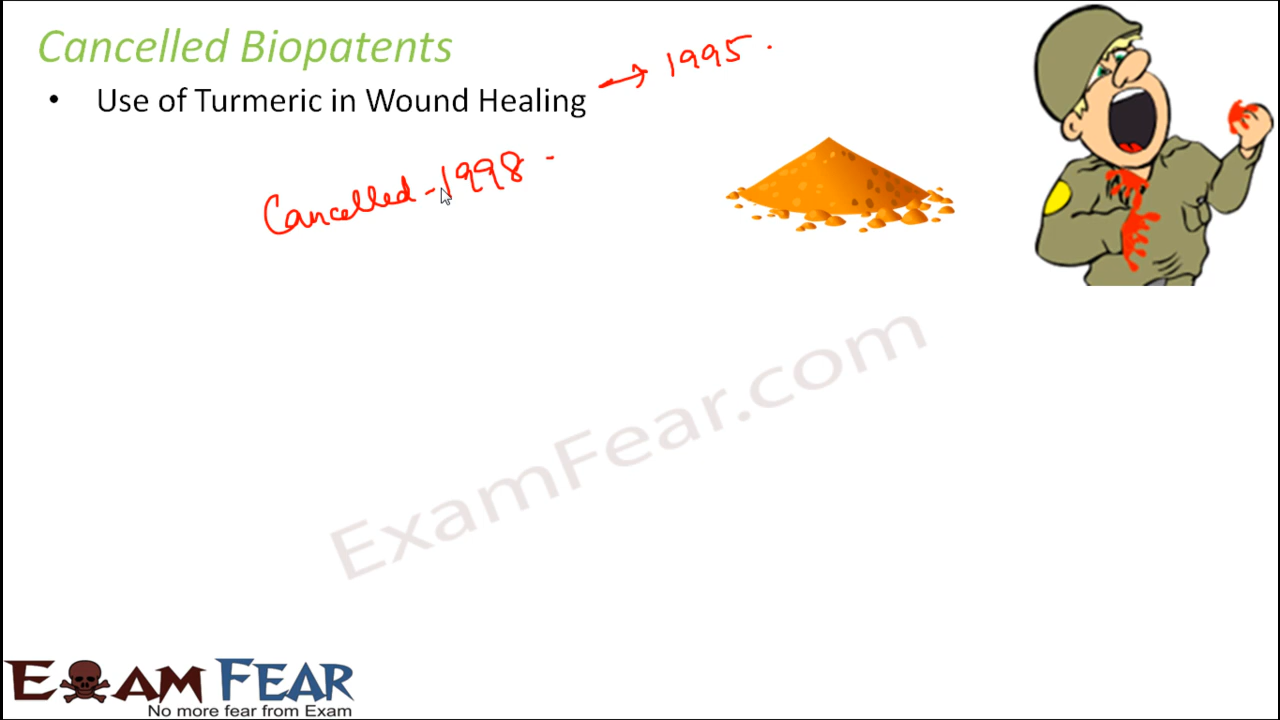 Cancelled Biopatents
• Use of Turmeric in Wound Healing → 1995.
Cancelled - 1998 -
ExamFear.com
EXAM FEAR
No more fear from Exam